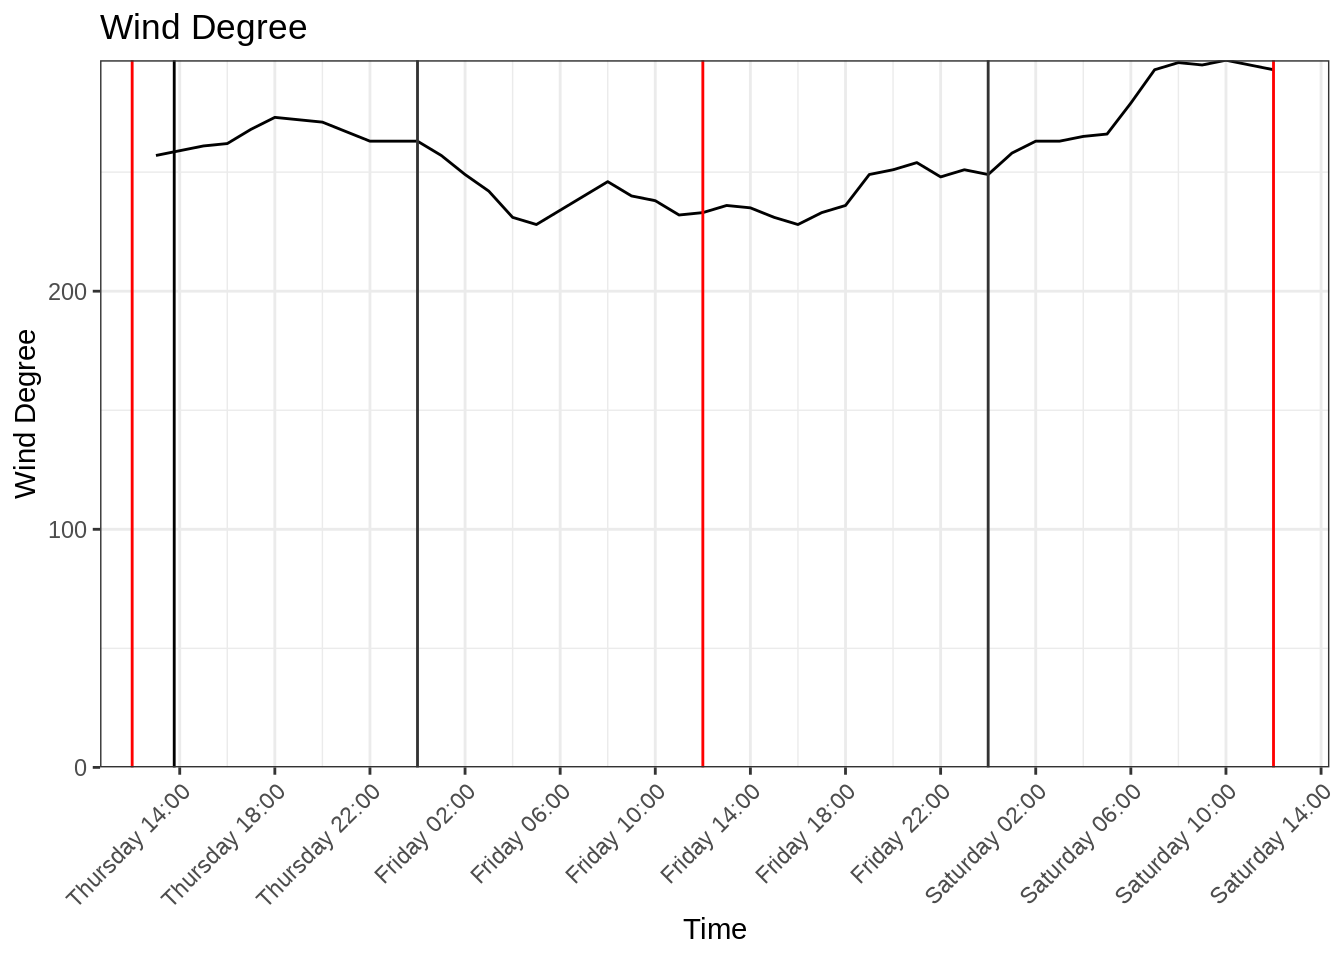 Wind Degree
Wind Degree
200
100
0
Thursday 14:00
Thursday 18:00
Thursday 22:00
Friday 02:00
Friday 06:00
Friday 10:00
Friday 14:00
Friday 18:00
Friday 22:00
Saturday 02:00
Saturday 06:00
Saturday 10:00
Saturday 14:00
Time